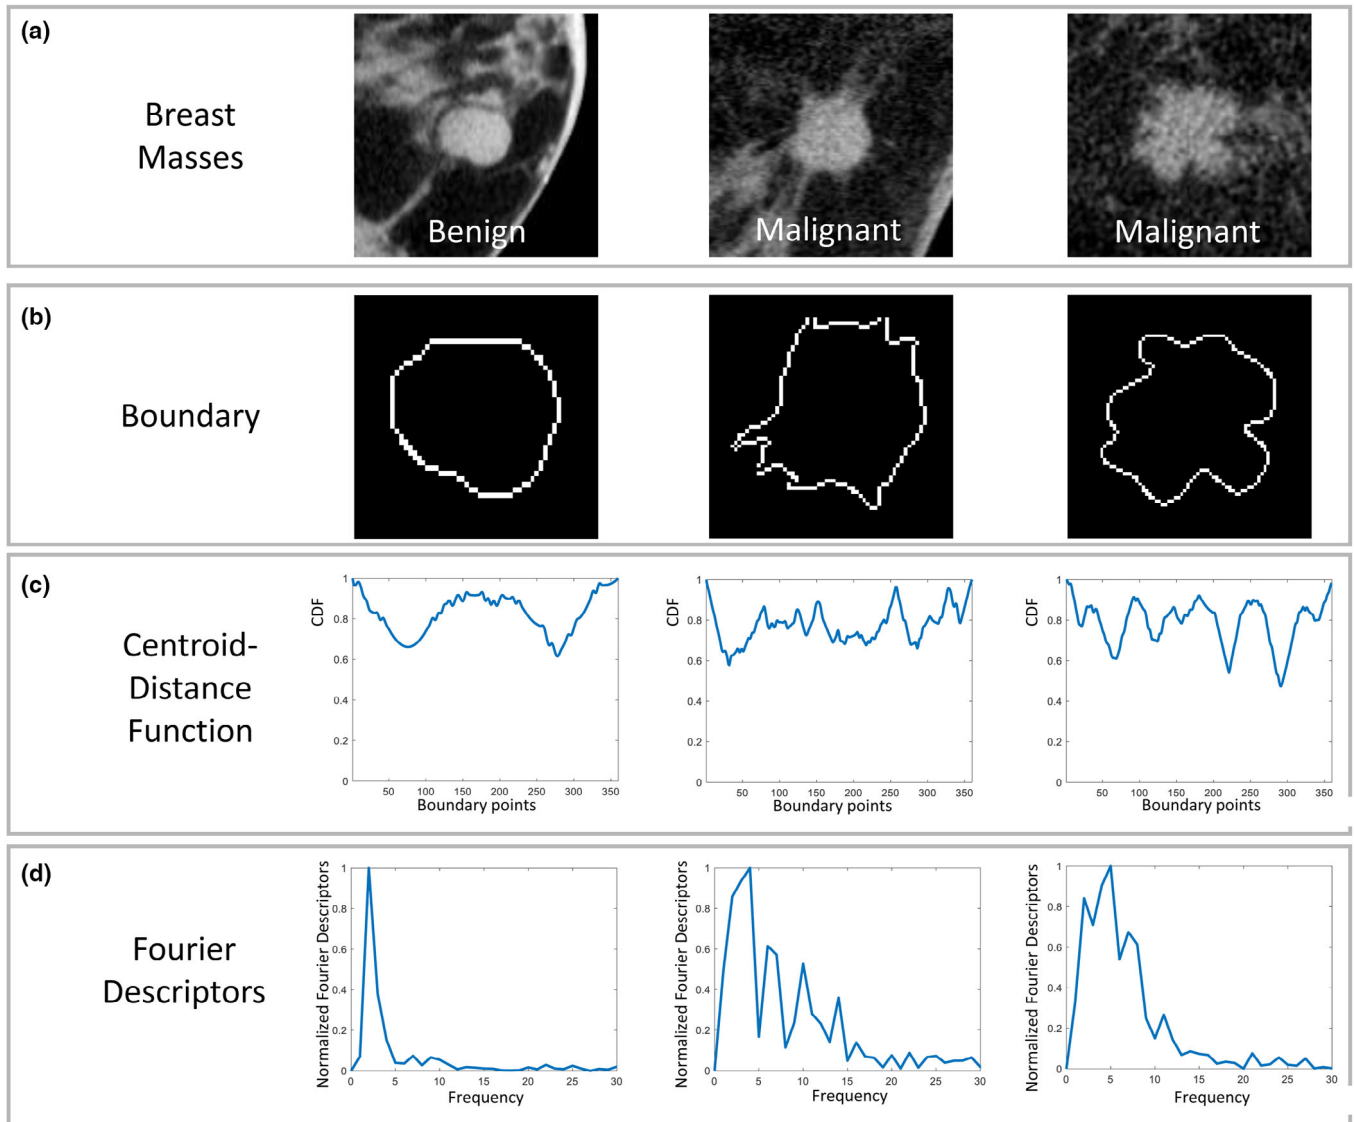 (a)
Breast
Masses
Benign
Malignant
Malignant
(b)
Boundary
(c)
Centroid-
Distance
Function
CDF
1
0.8
0.6
0.4
0.2
0
50 100 150 200 250 300 350
Boundary points
CDF
1
0.8
0.6
0.4
0.2
0
50 100 150 200 250 300 350
Boundary points
CDF
1
0.8
0.6
0.4
0.2
0
50 100 150 200 250 300 350
Boundary points
(d)
Fourier
Descriptors
Normalized Fourier Descriptors
1
0.8
0.6
0.4
0.2
0
0 5 10 15 20 25 30
Frequency
Normalized Fourier Descriptors
1
0.8
0.6
0.4
0.2
0
0 5 10 15 20 25 30
Frequency
Normalized Fourier Descriptors
1
0.8
0.6
0.4
0.2
0
0 5 10 15 20 25 30
Frequency